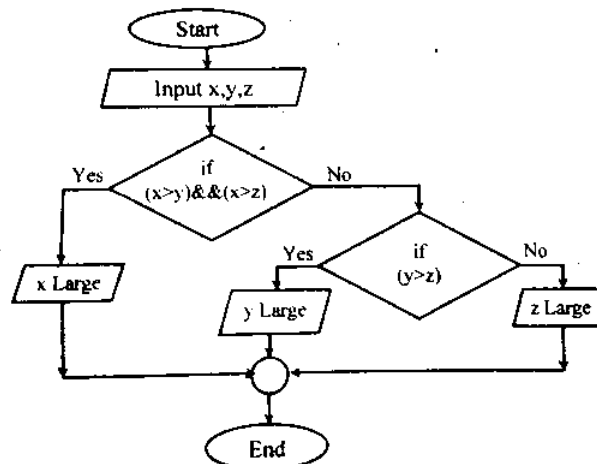 Start
Input x,y,z
if
(x>y)&&(x>z)
Yes
No
if
(y>z)
Yes
No
x Large
y Large
z Large
End